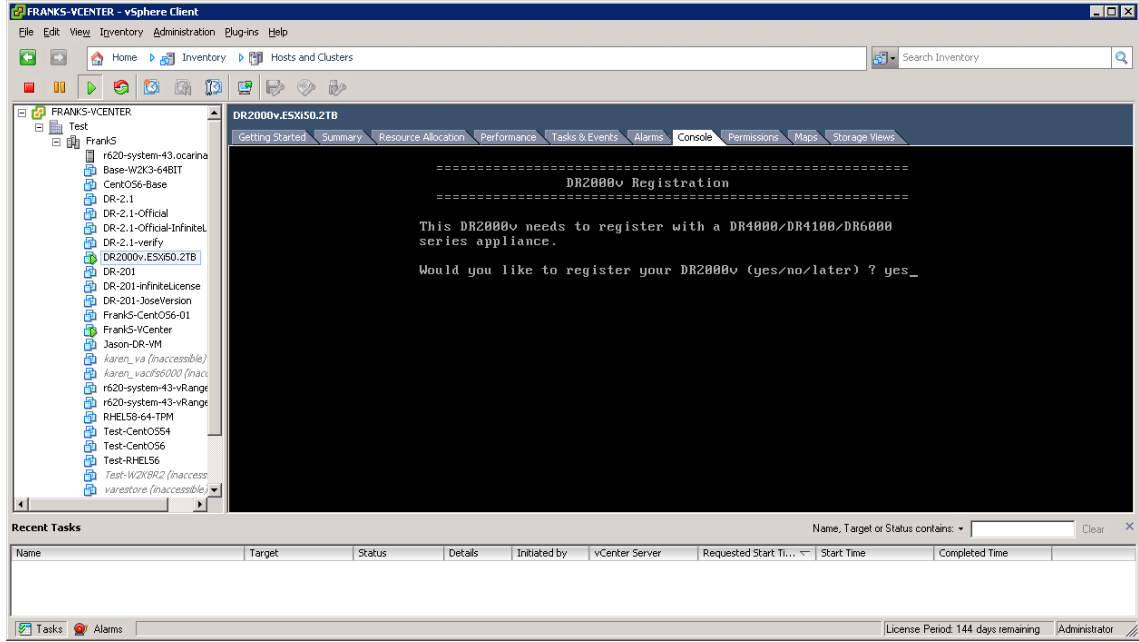 FRANKS-VCENTER - vSphere Client
File Edit View Inventory Administration Plug-ins Help
Home Inventory Hosts and Clusters
Search Inventory
FRANKS-VCENTER
Test
FrankS
r620-system-43.ocarina
Base-W2K3-64BIT
CentOS6-Base
DR-2.1
DR-2.1-Official
DR-2.1-Official-InfiniteL
DR-2.1-verify
DR2000v.ESXi50.2TB
DR-201
DR-201-infiniteLicense
DR-201-JoseVersion
FrankS-CentOS6-01
FrankS-VCenter
Jason-DR-VM
karen_va (inaccessible)
karen_vacifs6000 (inacc
r620-system-43-vRange
r620-system-43-vRange
RHEL58-64-TPM
Test-CentOS54
Test-CentOS6
Test-RHEL56
Test-W2K8R2 (inaccess
varestore (inaccessible)
DR2000v.ESXi50.2TB
Getting Started Summary Resource Allocation Performance Tasks & Events Alarms Console Permissions Maps Storage Views
==========================================================
DR2000v Registration
==========================================================
This DR2000v needs to register with a DR4000/DR4100/DR6000
series appliance.
Would you like to register your DR2000v (yes/no/later) ? yes_
Recent Tasks
Name, Target or Status contains:
Clear
Name Target Status Details Initiated by vCenter Server Requested Start Ti... Start Time Completed Time
Tasks Alarms
License Period: 144 days remaining Administrator